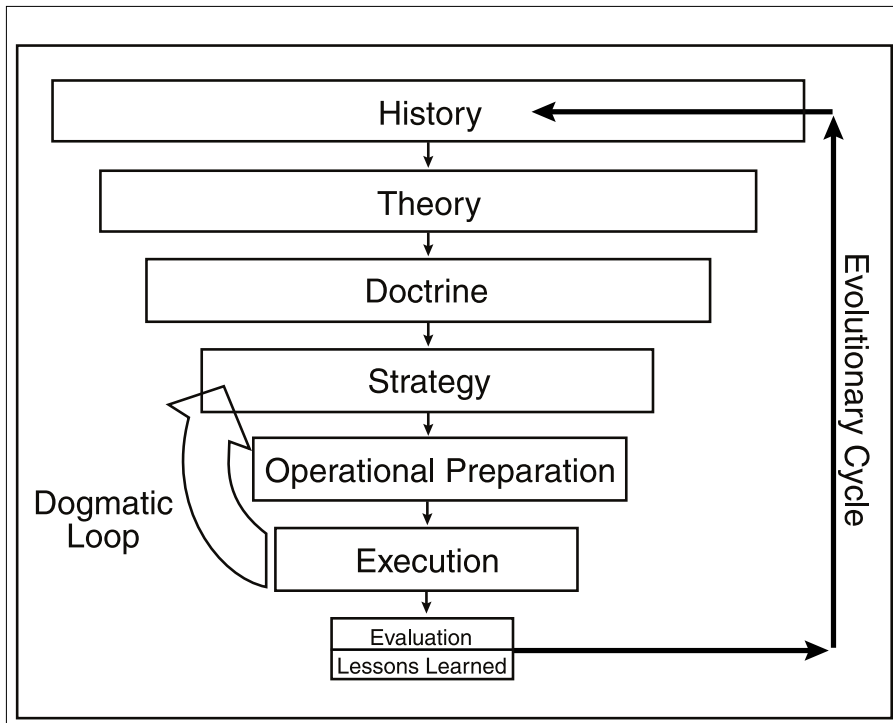 History
Theory
Doctrine
Strategy
Operational Preparation
Dogmatic
Loop
Execution
Evaluation
Lessons Learned
Evolutionary Cycle